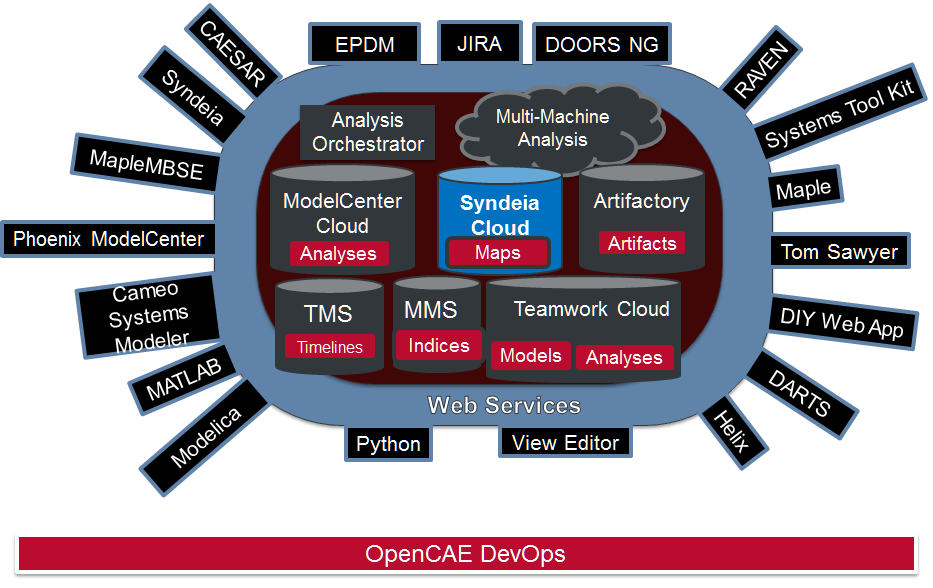 EPDM
JIRA
DOORS NG
CAESAR
Syndeia
MapleMBSE
Phoenix ModelCenter
Cameo
Systems
Modeler
MATLAB
Modelica
RAVEN
Systems Tool Kit
Maple
Tom Sawyer
DIY Web App
DARTS
Helix
Analysis
Orchestrator
Multi-Machine
Analysis
ModelCenter
Cloud
Analyses
Syndeia
Cloud
Maps
Artifactory
Artifacts
TMS
Timelines
MMS
Indices
Teamwork Cloud
Models
Analyses
Web Services
Python
View Editor
OpenCAE DevOps